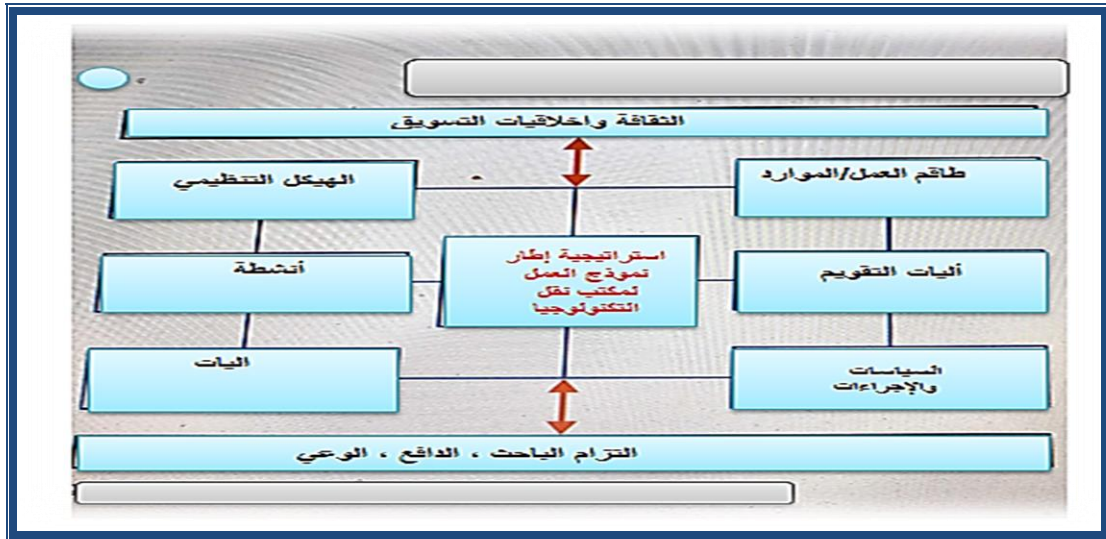 الثقافة واخلاقيات التسويق
طاقم العمل/الموارد
الهيكل التنظيمي
استراتيجية إطار
نموذج العمل
لمكتب نقل
التكنولوجيا
أليات التقويم
أنشطة
السياسات
والإجراءات
اليات
التزام الباحث ، الدافع ، الوعي